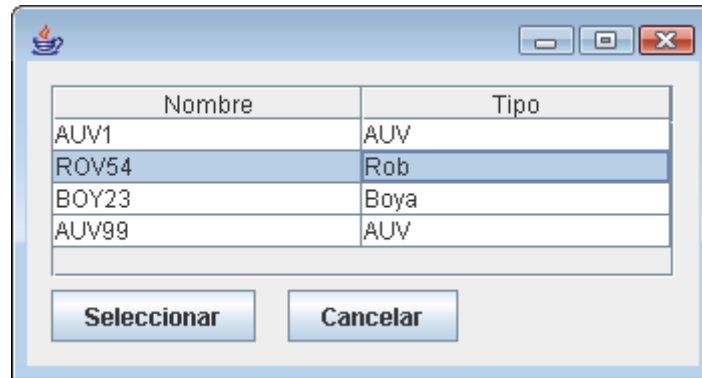 Nombre Tipo
AUV1 AUV
ROV54 Rob
BOY23 Boya
AUV99 AUV
Seleccionar Cancelar